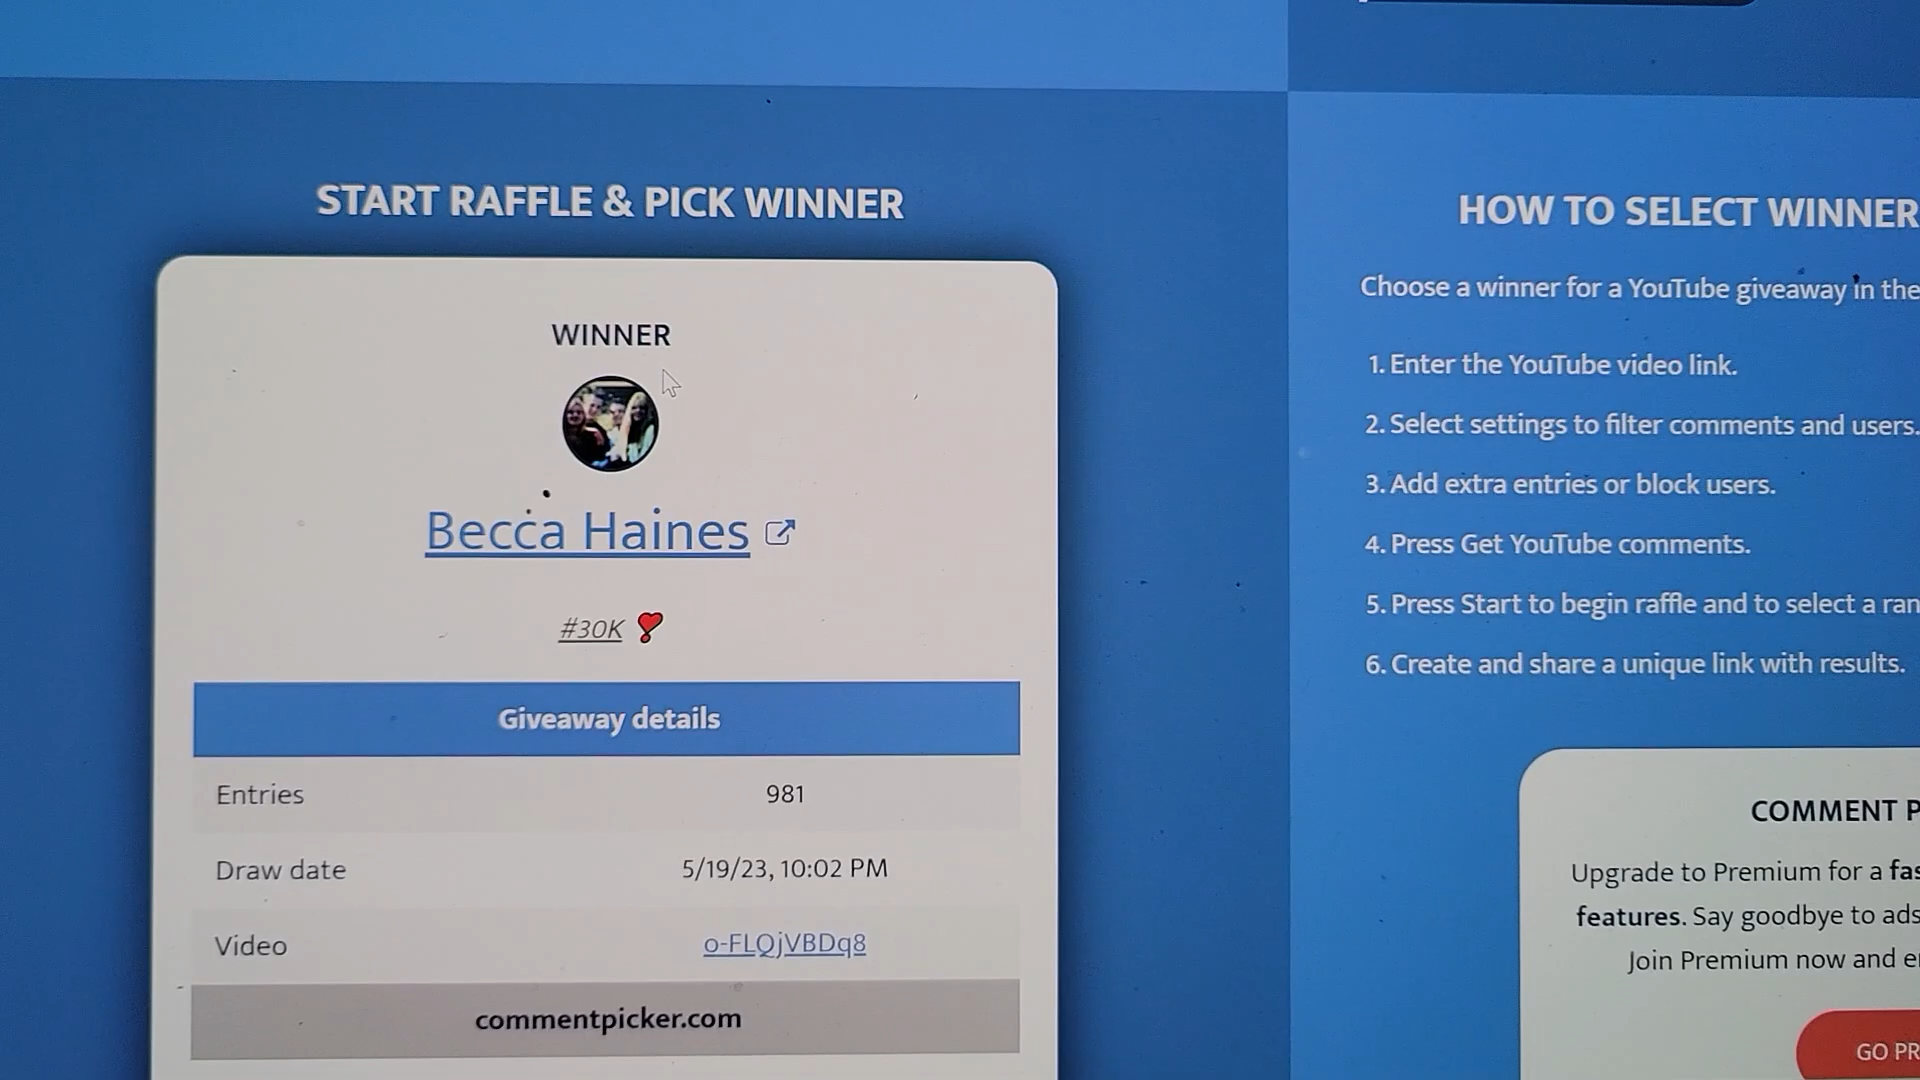 START RAFFLE & PICK WINNER
WINNER
Becca Haines
#30K ❣️
Giveaway details
Entries 981
Draw date 5/19/23, 10:02 PM
Video o-FLQjVBDq8
commentpicker.com
HOW TO SELECT WINNER
Choose a winner for a YouTube giveaway in the
1. Enter the YouTube video link.
2. Select settings to filter comments and users.
3. Add extra entries or block users.
4. Press Get YouTube comments.
5. Press Start to begin raffle and to select a ran
6. Create and share a unique link with results.
COMMENT P
Upgrade to Premium for a fas
features. Say goodbye to ads
Join Premium now and e
GO PR